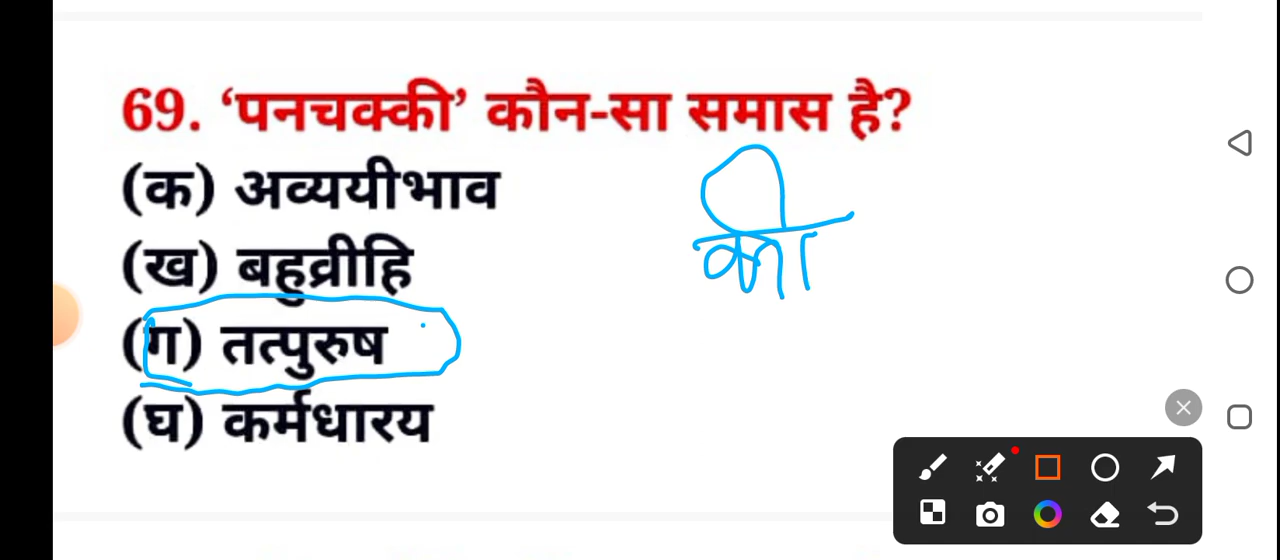 69. ‘पनचक्की’ कौन-सा समास है?
(क) अव्ययीभाव
(ख) बहुव्रीहि
(ग) तत्पुरुष
(घ) कर्मधारय
की